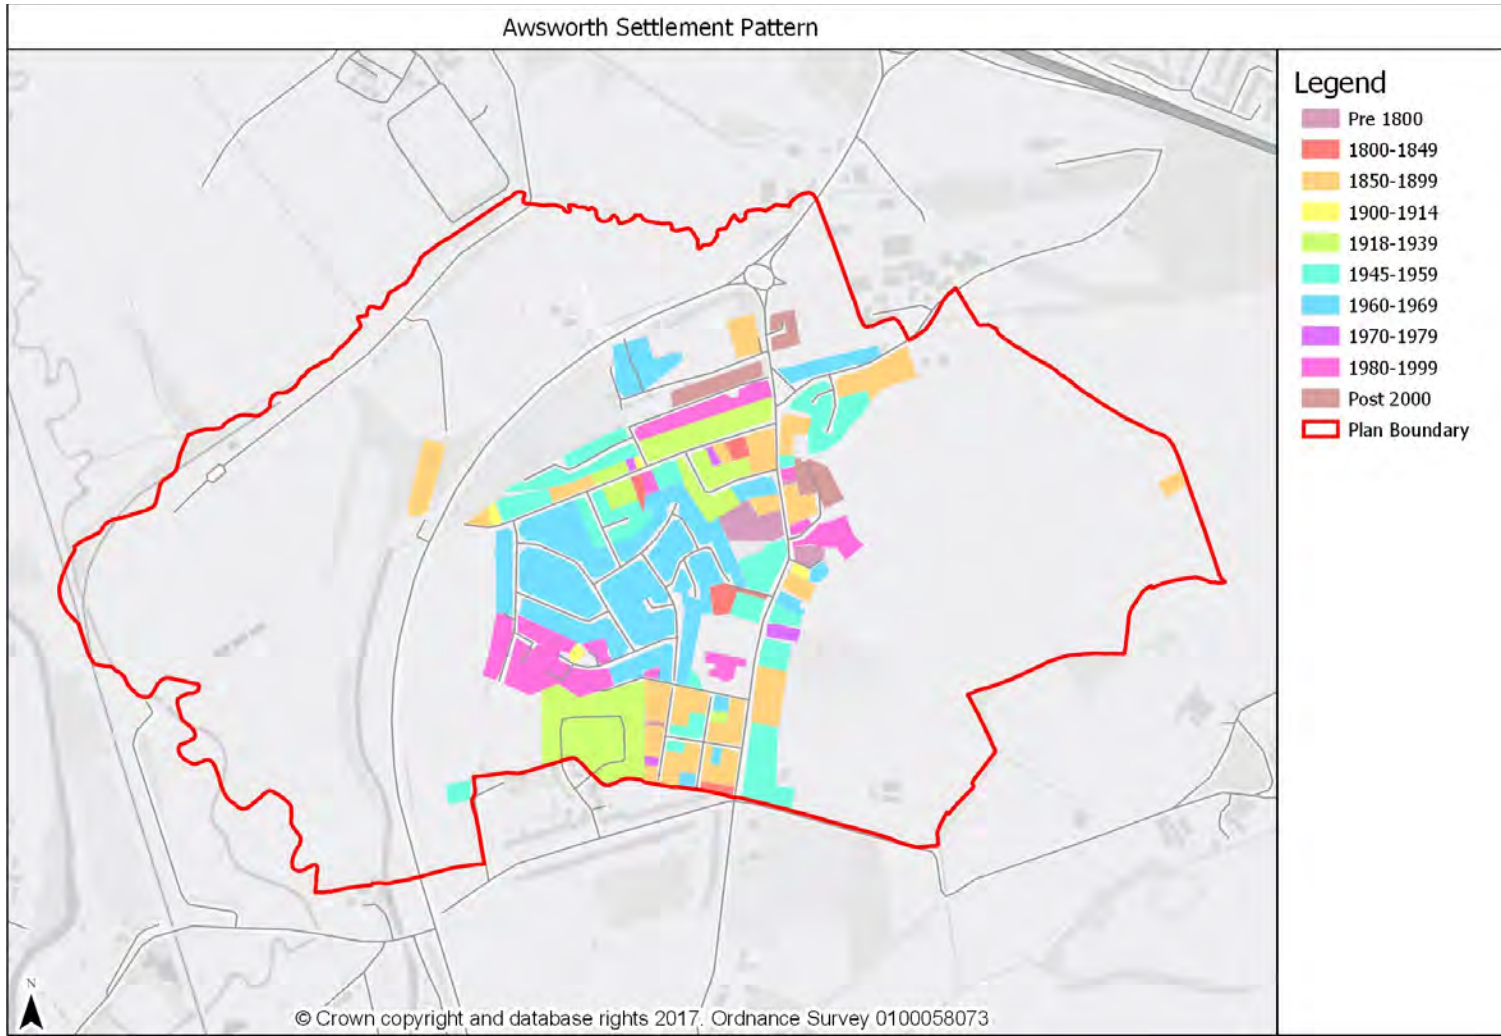 Awsworth Settlement Pattern
Legend
Pre 1800
1800-1849
1850-1899
1900-1914
1918-1939
1945-1959
1960-1969
1970-1979
1980-1999
Post 2000
Plan Boundary
N
© Crown copyright and database rights 2017. Ordnance Survey 0100058073